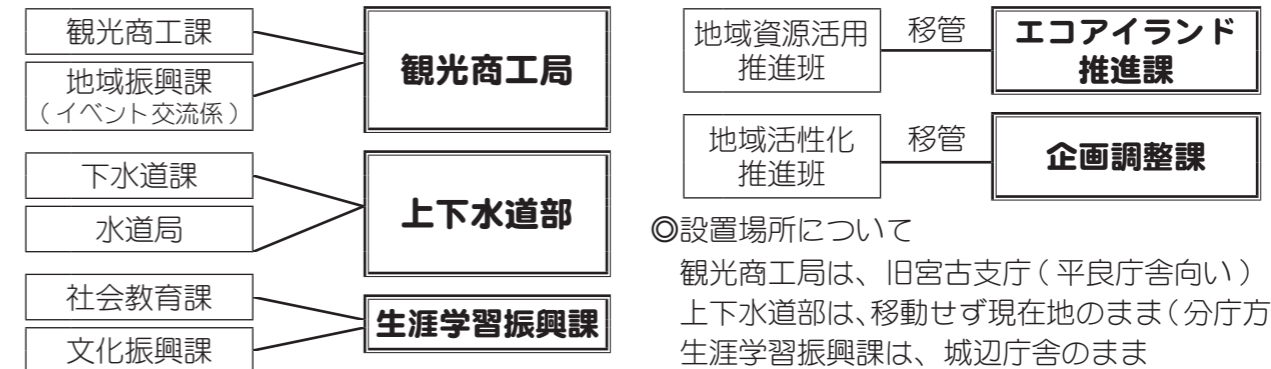 観光商工課
地域振興課
(イベント交流係)
観光商工局
下水道課
水道局
上下水道部
社会教育課
文化振興課
生涯学習振興課
地域資源活用
推進班
移管
エコアイランド
推進課
地域活性化
推進班
移管
企画調整課
◎設置場所について
観光商工局は、旧宮古支庁(平良庁舎向い)
上下水道部は、移動せず現在地のまま(分庁方
生涯学習振興課は、城辺庁舎のまま